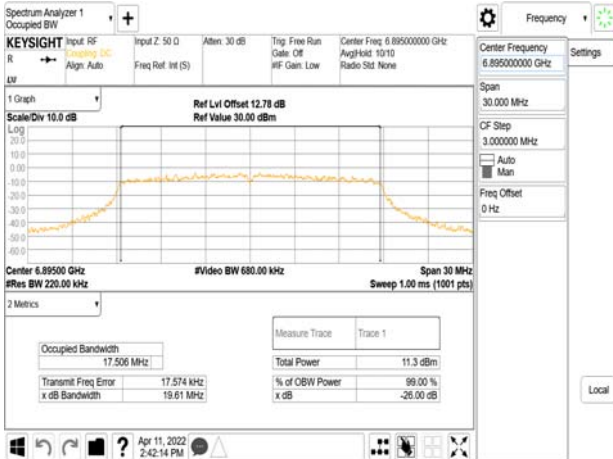 Spectrum Analyzer 1
Occupied BW
+
Frequency
KEYSIGHT
R
LXI
Input: RF
Coupling: DC
Align: Auto
Input Z: 50 Ω
Freq Ref: Int (S)
Atten: 30 dB
Trig: Free Run
Gate: Off
#IF Gain: Low
Center Freq: 6.895000000 GHz
Avg|Hold: 10/10
Radio Std: None
1 Graph
Scale/Div 10.0 dB
Ref Lvl Offset 12.78 dB
Ref Value 30.00 dBm
Log
20.0
10.0
0.00
-10.0
-20.0
-30.0
-40.0
-50.0
-60.0
Center 6.89500 GHz
#Res BW 220.00 kHz
#Video BW 680.00 kHz
Span 30 MHz
Sweep 1.00 ms (1001 pts)
2 Metrics
Measure Trace
Trace 1
Occupied Bandwidth
17.506 MHz
Total Power
11.3 dBm
Transmit Freq Error
17.574 kHz
% of OBW Power
99.00 %
x dB Bandwidth
19.61 MHz
x dB
-26.00 dB
Center Frequency
6.895000000 GHz
Settings
Span
30.000 MHz
CF Step
3.000000 MHz
Auto
Man
Freq Offset
0 Hz
Local
?
Apr 11, 2022
2:42:14 PM